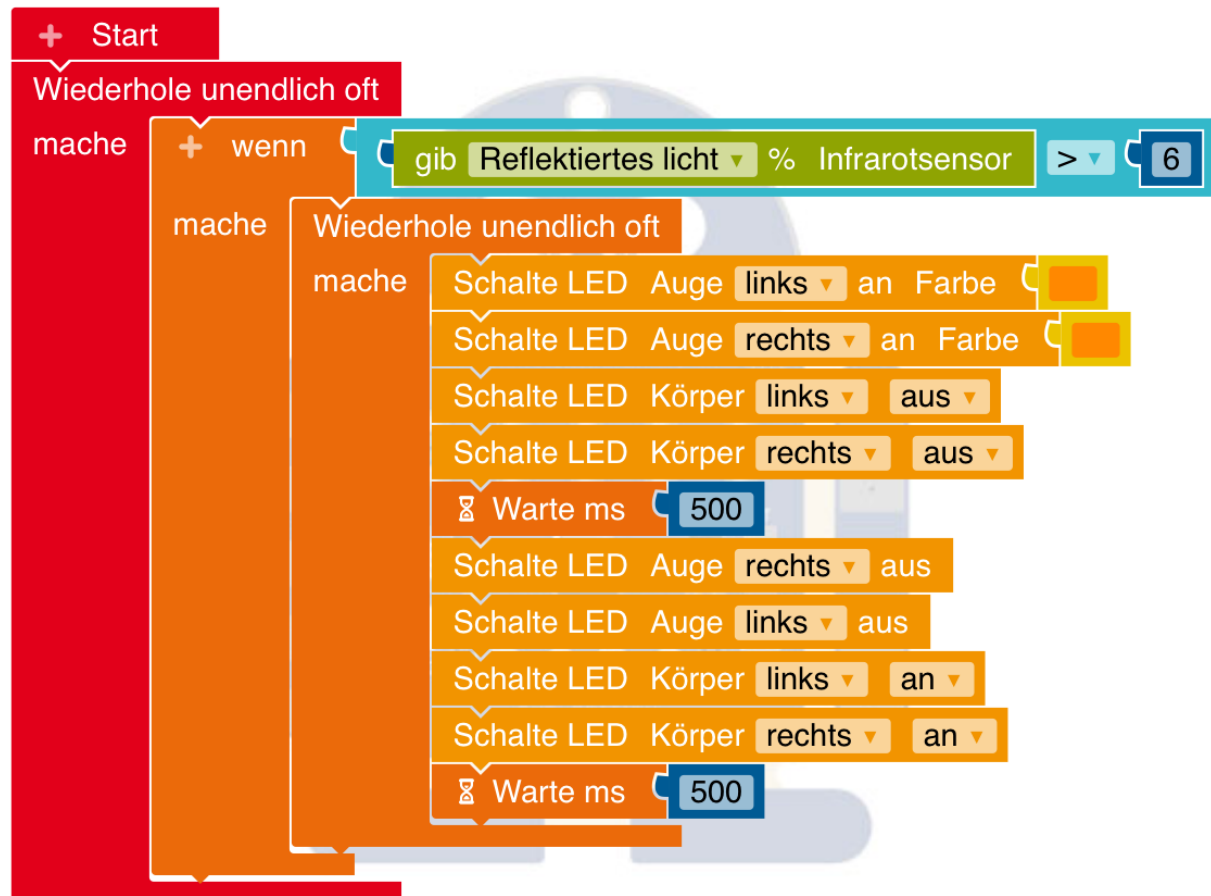 + Start
Wiederhole unendlich oft
mache + wenn gib Reflektiertes licht % Infrarotsensor > 6
mache Wiederhole unendlich oft
mache Schalte LED Auge links an Farbe
Schalte LED Auge rechts an Farbe
Schalte LED Körper links aus
Schalte LED Körper rechts aus
Warte ms 500
Schalte LED Auge rechts aus
Schalte LED Auge links aus
Schalte LED Körper links an
Schalte LED Körper rechts an
Warte ms 500